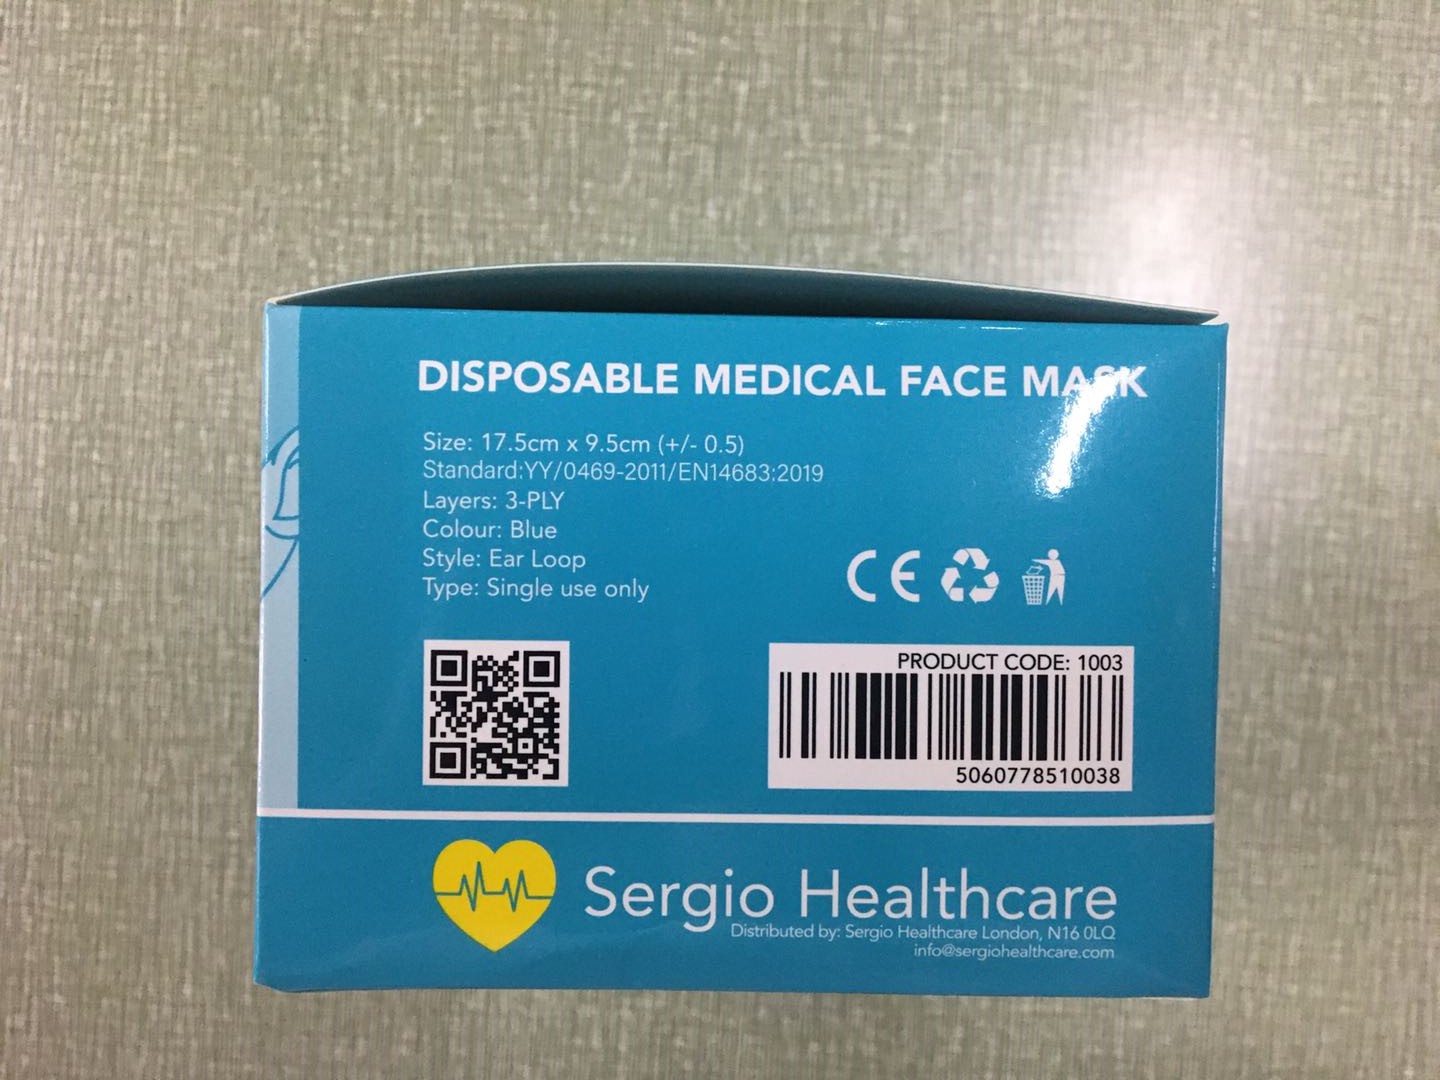 DISPOSABLE MEDICAL FACE MASK
Size: 17.5cm x 9.5cm (+/- 0.5)
Standard:YY/0469-2011/EN14683:2019
Layers: 3-PLY
Colour: Blue
Style: Ear Loop
Type: Single use only
CE
PRODUCT CODE: 1003
5060778510038
Sergio Healthcare
Distributed by: Sergio Healthcare London, N16 0LQ
info@sergiohealthcare.com